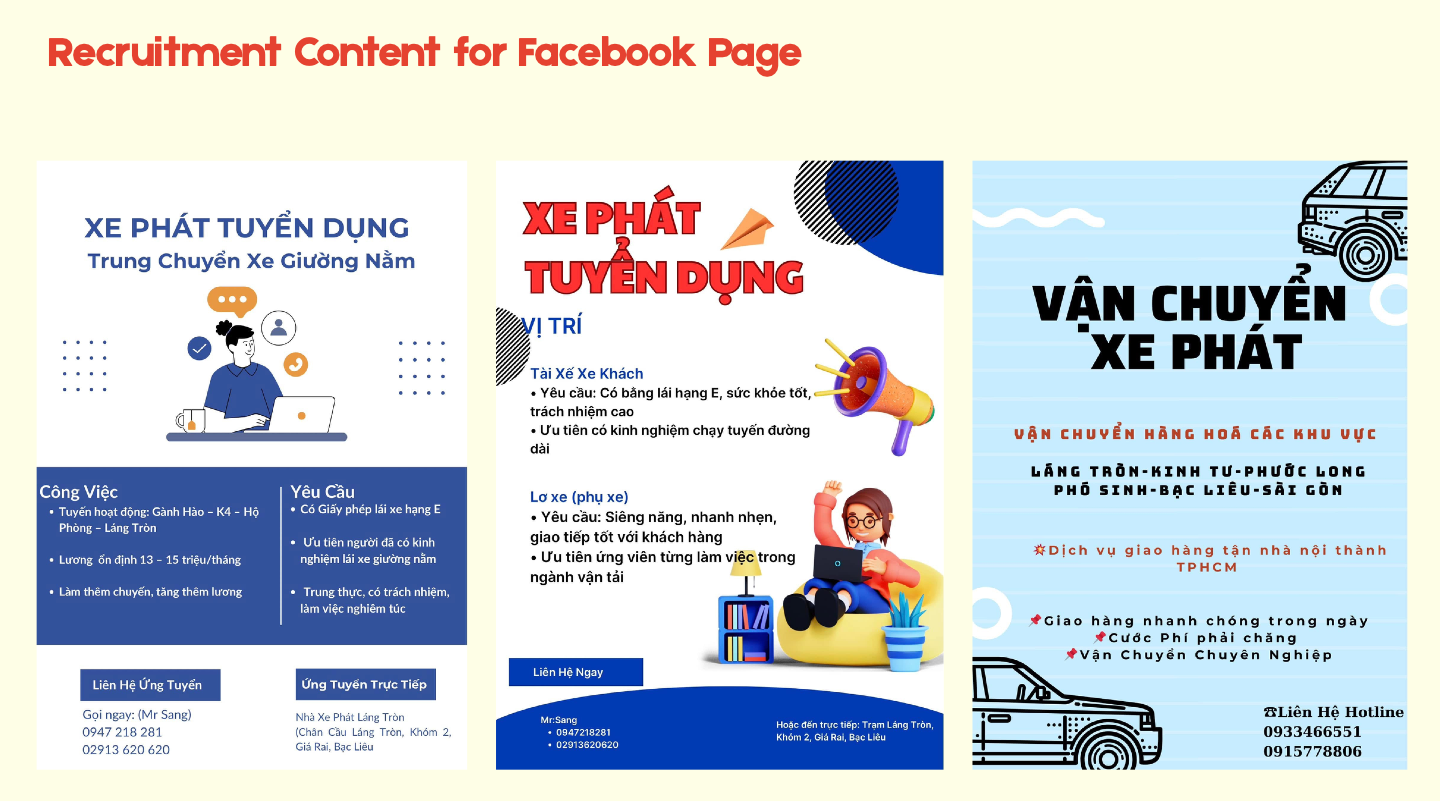 Recruitment Content for Facebook Page
XE PHÁT TUYỂN DỤNG
Trung Chuyển Xe Giường Nằm
Công Việc
• Tuyến hoạt động: Gành Hào – K4 – Hộ
Phòng – Láng Tròn
• Lương ổn định 13 – 15 triệu/tháng
• Làm thêm chuyến, tăng thêm lương
Yêu Cầu
• Có Giấy phép lái xe hạng E
• Ưu tiên người đã có kinh
nghiệm lái xe giường nằm
• Trung thực, có trách nhiệm,
làm việc nghiêm túc
Liên Hệ Ứng Tuyển
Gọi ngay: (Mr Sang)
0947 218 281
02913 620 620
Ứng Tuyển Trực Tiếp
Nhà Xe Phát Láng Tròn
(Chân Cầu Láng Tròn, Khóm 2,
Giá Rai, Bạc Liêu
XE PHÁT
TUYỂN DỤNG
VỊ TRÍ
Tài Xế Xe Khách
• Yêu cầu: Có bằng lái hạng E, sức khỏe tốt,
trách nhiệm cao
• Ưu tiên có kinh nghiệm chạy tuyến đường
dài
Lơ xe (phụ xe)
• Yêu cầu: Siêng năng, nhanh nhẹn,
giao tiếp tốt với khách hàng
• Ưu tiên ứng viên từng làm việc trong
ngành vận tải
Liên Hệ Ngay
Mr:Sang
• 0947218281
• 02913620620
Hoặc đến trực tiếp: Trạm Láng Tròn,
Khóm 2, Giá Rai, Bạc Liêu
VẬN CHUYỂN
XE PHÁT
VẬN CHUYỂN HÀNG HOÁ CÁC KHU VỰC
LÁNG TRÒN-KINH TƯ-PHƯỚC LONG
PHÓ SINH-BẠC LIÊU-SÀI GÒN
💥Dịch vụ giao hàng tận nhà nội thành
TPHCM
📌Giao hàng nhanh chóng trong ngày
📌Cước Phí phải chăng
📌Vận Chuyển Chuyên Nghiệp
☎Liên Hệ Hotline
0933466551
0915778806